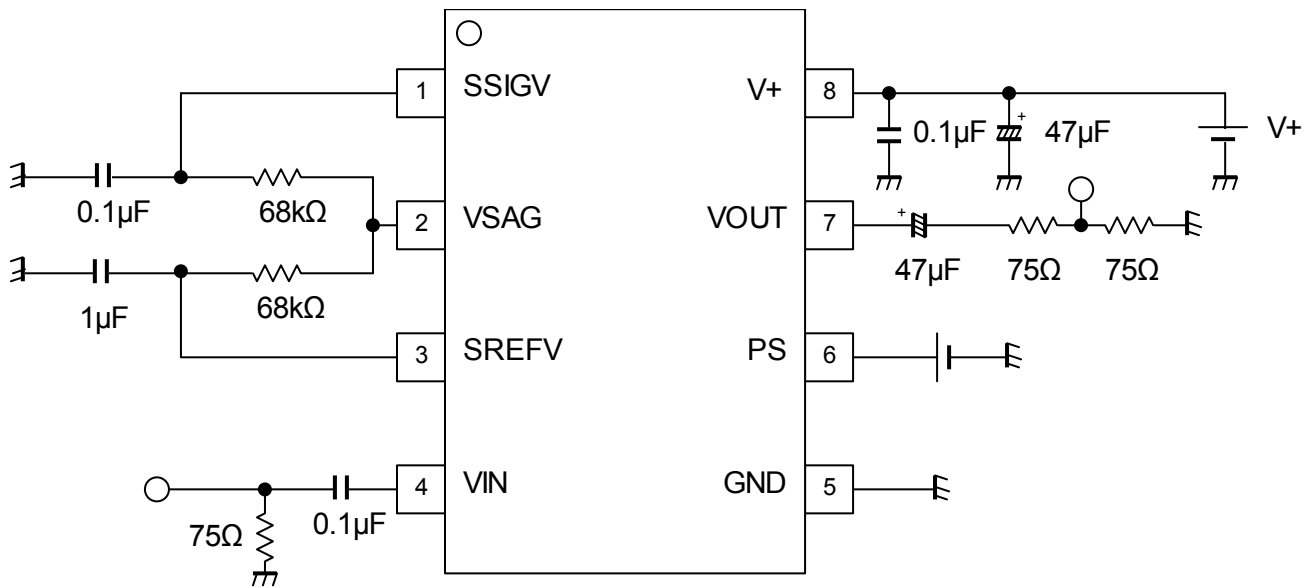 1 SSIGV
V+ 8
0.1µF
+
47µF
V+
0.1µF
68kΩ
2 VSAG
VOUT 7
+
47µF
75Ω
75Ω
1µF
68kΩ
3 SREFV
PS 6
4 VIN
GND 5
75Ω
0.1µF